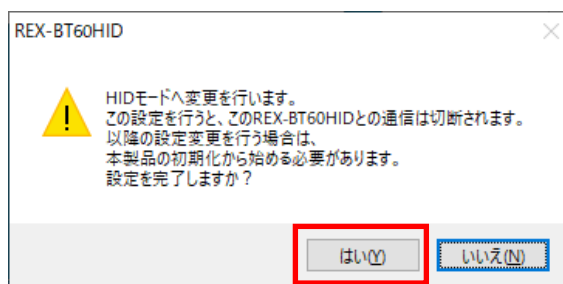 REX-BT60HID
HIDモードへ変更を行います。
この設定を行うと、このREX-BT60HIDとの通信は切断されます。
以降の設定変更を行う場合は、
本製品の初期化から始める必要があります。
設定を完了しますか？
はい(Y)
いいえ(N)